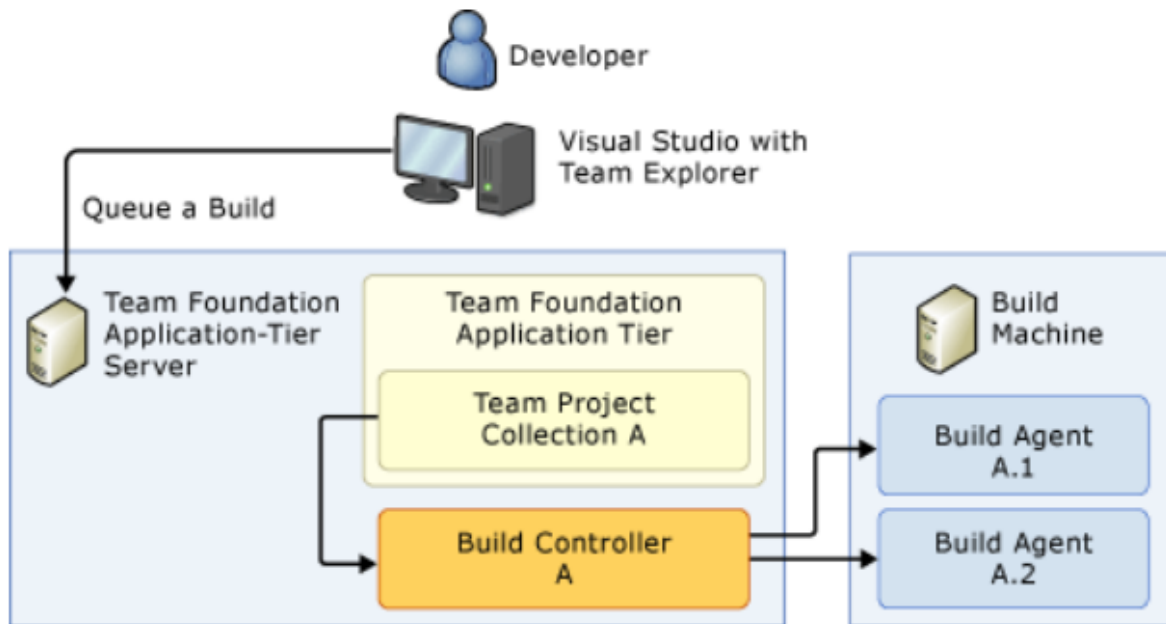 Developer
Visual Studio with
Team Explorer
Queue a Build
Team Foundation
Application-Tier
Server
Team Foundation
Application Tier
Team Project
Collection A
Build Controller
A
Build
Machine
Build Agent
A.1
Build Agent
A.2